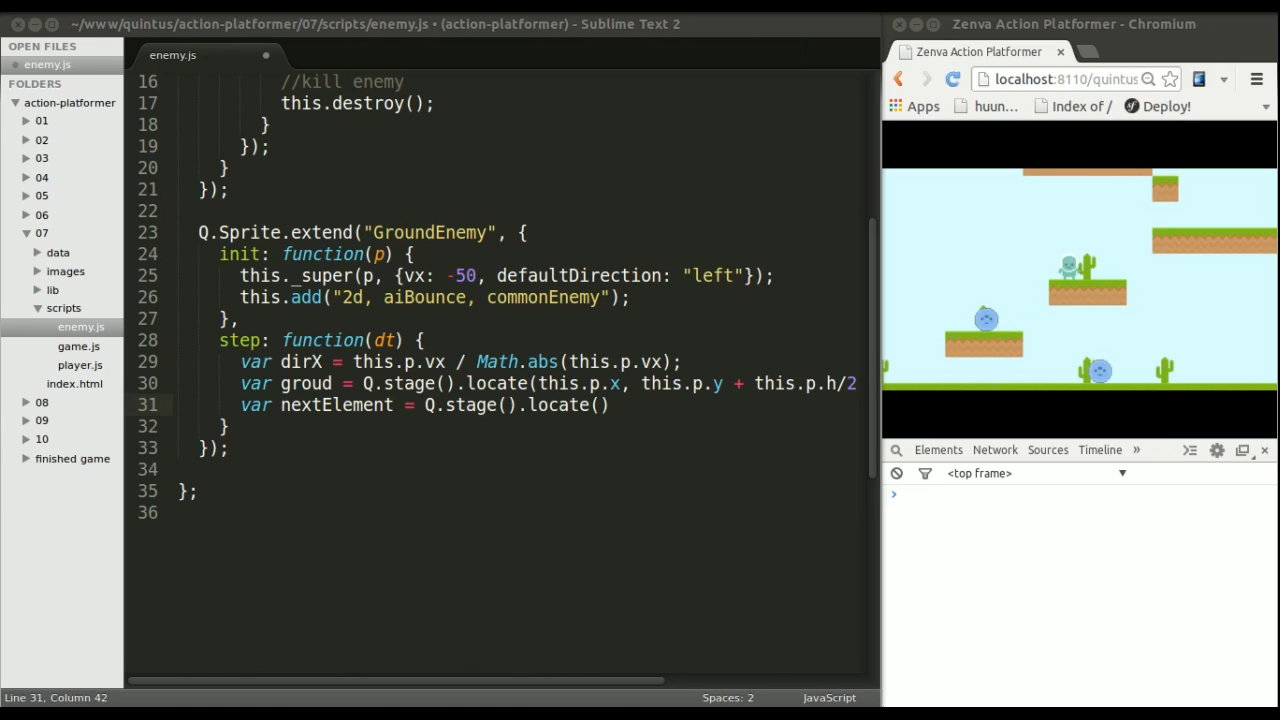 ~/www/quintus/action-platformer/07/scripts/enemy.js • (action-platformer) - Sublime Text 2
OPEN FILES
enemy.js
FOLDERS
action-platformer
01
02
03
04
05
06
07
data
images
lib
scripts
enemy.js
game.js
player.js
index.html
08
09
10
finished game
enemy.js
16 //kill enemy
17 this.destroy();
18 }
19 });
20 }
21 });
22
23 Q.Sprite.extend("GroundEnemy", {
24 init: function(p) {
25 this._super(p, {vx: -50, defaultDirection: "left"});
26 this.add("2d, aiBounce, commonEnemy");
27 },
28 step: function(dt) {
29 var dirX = this.p.vx / Math.abs(this.p.vx);
30 var groud = Q.stage().locate(this.p.x, this.p.y + this.p.h/2
31 var nextElement = Q.stage().locate()
32 }
33 });
34
35 };
36
Line 31, Column 42 Spaces: 2 JavaScript
Zenva Action Platformer - Chromium
Zenva Action Platformer ×
localhost:8110/quintus
Apps huun... Index of / Deploy!
Elements Network Sources Timeline »
<top frame>